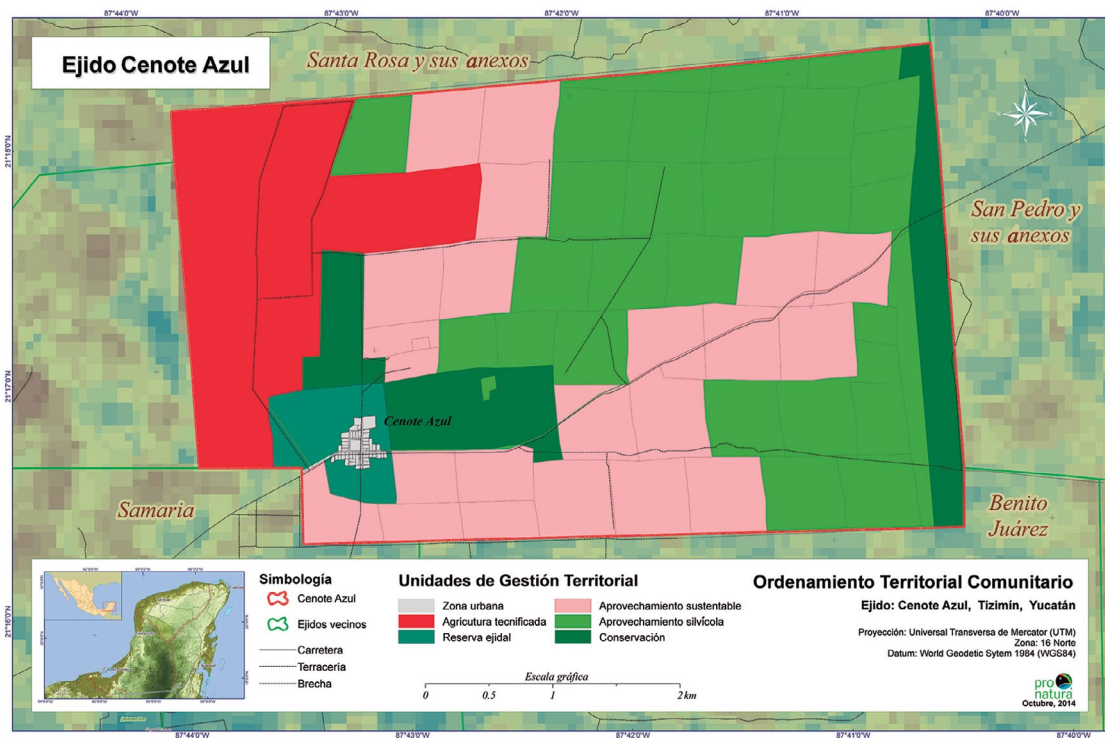 87°44'0"W
87°43'0"W
87°42'0"W
87°41'0"W
87°40'0"W
Ejido Cenote Azul
Santa Rosa y sus anexos
21°18'0"N
San Pedro y
sus anexos
21°17'0"N
Cenote Azul
Samaria
Benito
Juárez
21°16'0"N
Simbología
Cenote Azul
Ejidos vecinos
Carretera
Terracería
Brecha
Unidades de Gestión Territorial
Zona urbana
Agricutura tecnificada
Reserva ejidal
Aprovechamiento sustentable
Aprovechamiento silvícola
Conservación
Escala gráfica
0 0.5 1 2 km
Ordenamiento Territorial Comunitario
Ejido: Cenote Azul, Tizimín, Yucatán
Proyección: Universal Transversa de Mercator (UTM)
Zona: 16 Norte
Datum: World Geodetic Sytem 1984 (WGS84)
pro
natura
Octubre, 2014
87°44'0"W
87°43'0"W
87°42'0"W
87°41'0"W
87°40'0"W